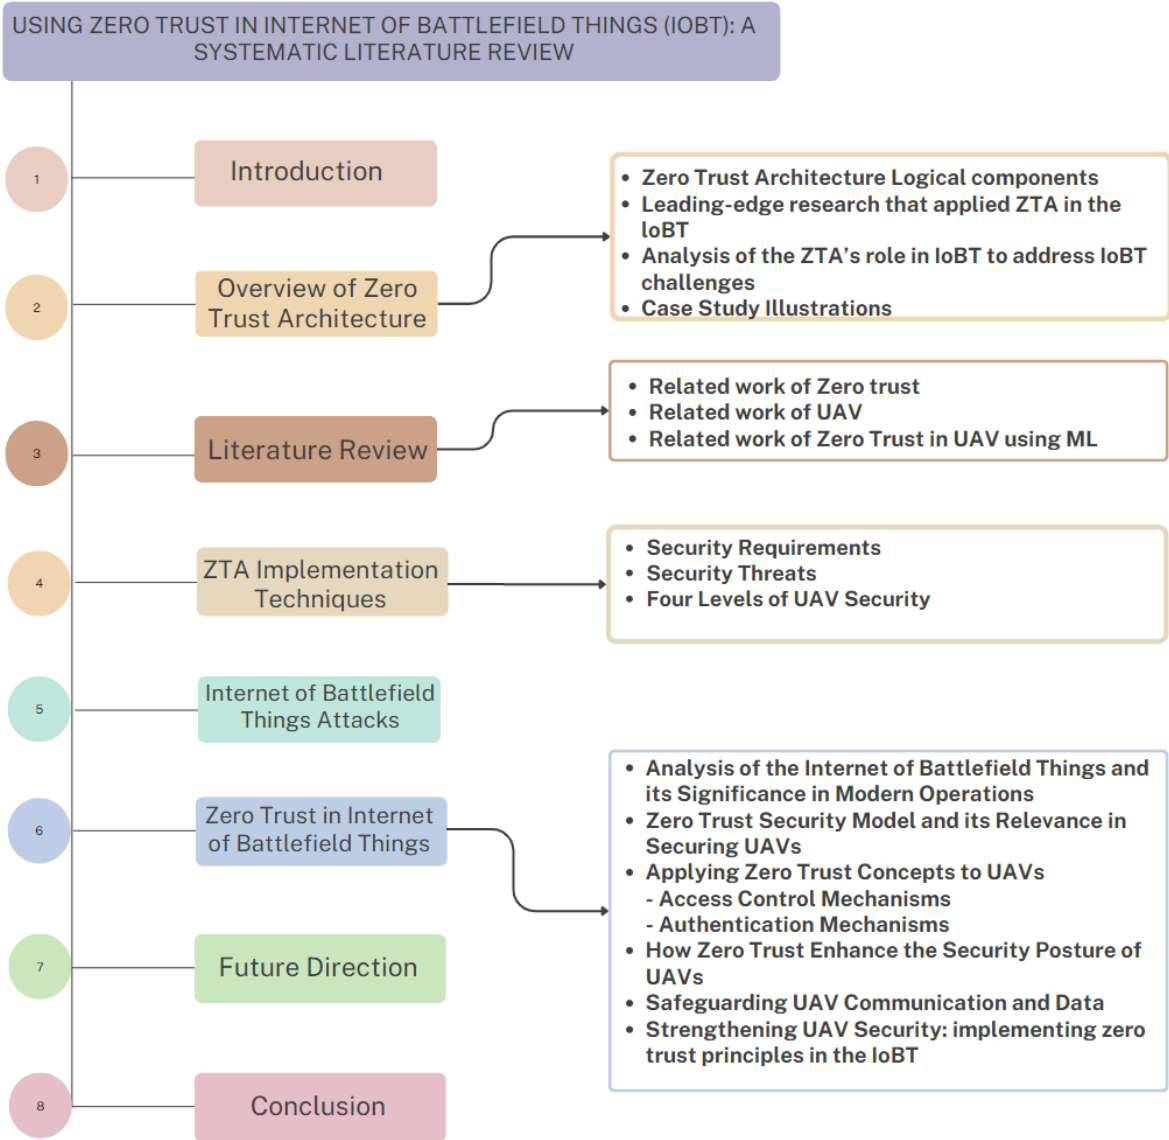 USING ZERO TRUST IN INTERNET OF BATTLEFIELD THINGS (IOBT): A
SYSTEMATIC LITERATURE REVIEW
1
Introduction
• Zero Trust Architecture Logical components
• Leading-edge research that applied ZTA in the
IoBT
• Analysis of the ZTA's role in IoBT to address IoBT
challenges
• Case Study Illustrations
2
Overview of Zero
Trust Architecture
3
Literature Review
• Related work of Zero trust
• Related work of UAV
• Related work of Zero Trust in UAV using ML
4
ZTA Implementation
Techniques
• Security Requirements
• Security Threats
• Four Levels of UAV Security
5
Internet of Battlefield
Things Attacks
6
Zero Trust in Internet
of Battlefield Things
• Analysis of the Internet of Battlefield Things and
its Significance in Modern Operations
• Zero Trust Security Model and its Relevance in
Securing UAVs
• Applying Zero Trust Concepts to UAVs
- Access Control Mechanisms
- Authentication Mechanisms
• How Zero Trust Enhance the Security Posture of
UAVs
• Safeguarding UAV Communication and Data
• Strengthening UAV Security: implementing zero
trust principles in the IoBT
7
Future Direction
8
Conclusion